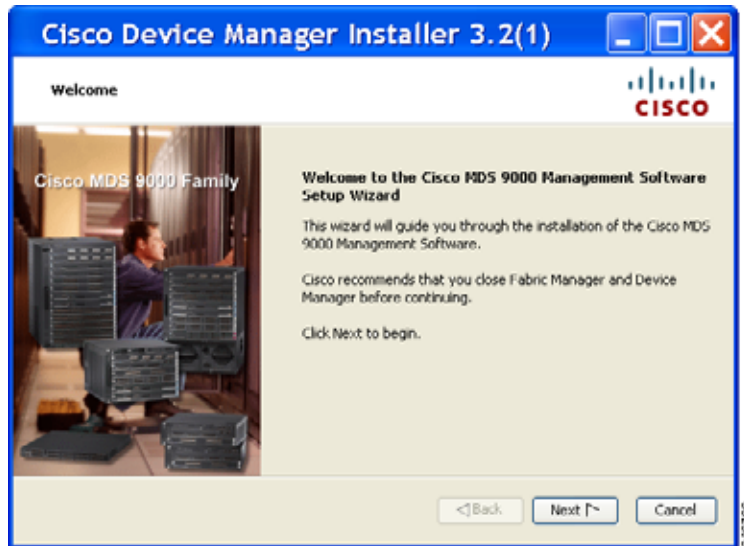 Cisco Device Manager Installer 3.2(1)
Welcome
CISCO
Cisco MDS 9000 Family
Welcome to the Cisco MDS 9000 Management Software
Setup Wizard
This wizard will guide you through the installation of the Cisco MDS
9000 Management Software.
Cisco recommends that you close Fabric Manager and Device
Manager before continuing.
Click Next to begin.
Back
Next
Cancel